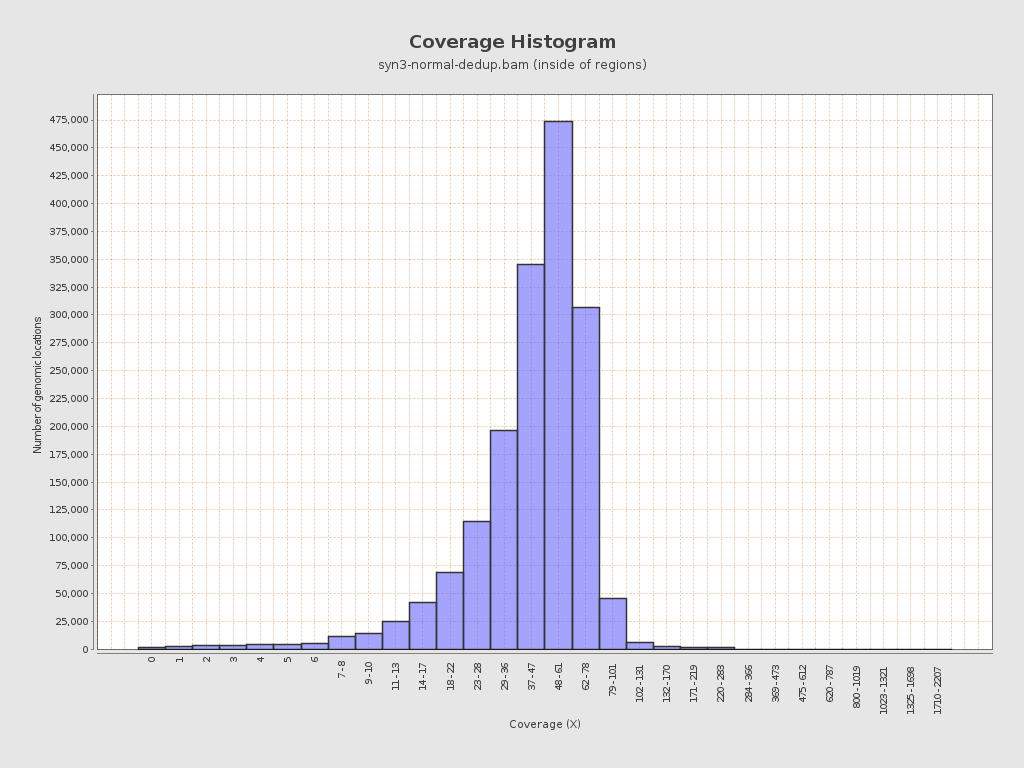 Coverage Histogram
syn3-normal-dedup.bam (inside of regions)
Number of genomic locations
475,000
450,000
425,000
400,000
375,000
350,000
325,000
300,000
275,000
250,000
225,000
200,000
175,000
150,000
125,000
100,000
75,000
50,000
25,000
0
0
1
2
3
4
5
6
7 - 8
9 - 10
11 - 13
14 - 17
18 - 22
23 - 28
29 - 36
37 - 47
48 - 61
62 - 78
79 - 101
102 - 131
132 - 170
171 - 219
220 - 283
284 - 366
369 - 473
475 - 612
620 - 787
800 - 1019
1023 - 1321
1325 - 1698
1710 - 2207
Coverage (X)